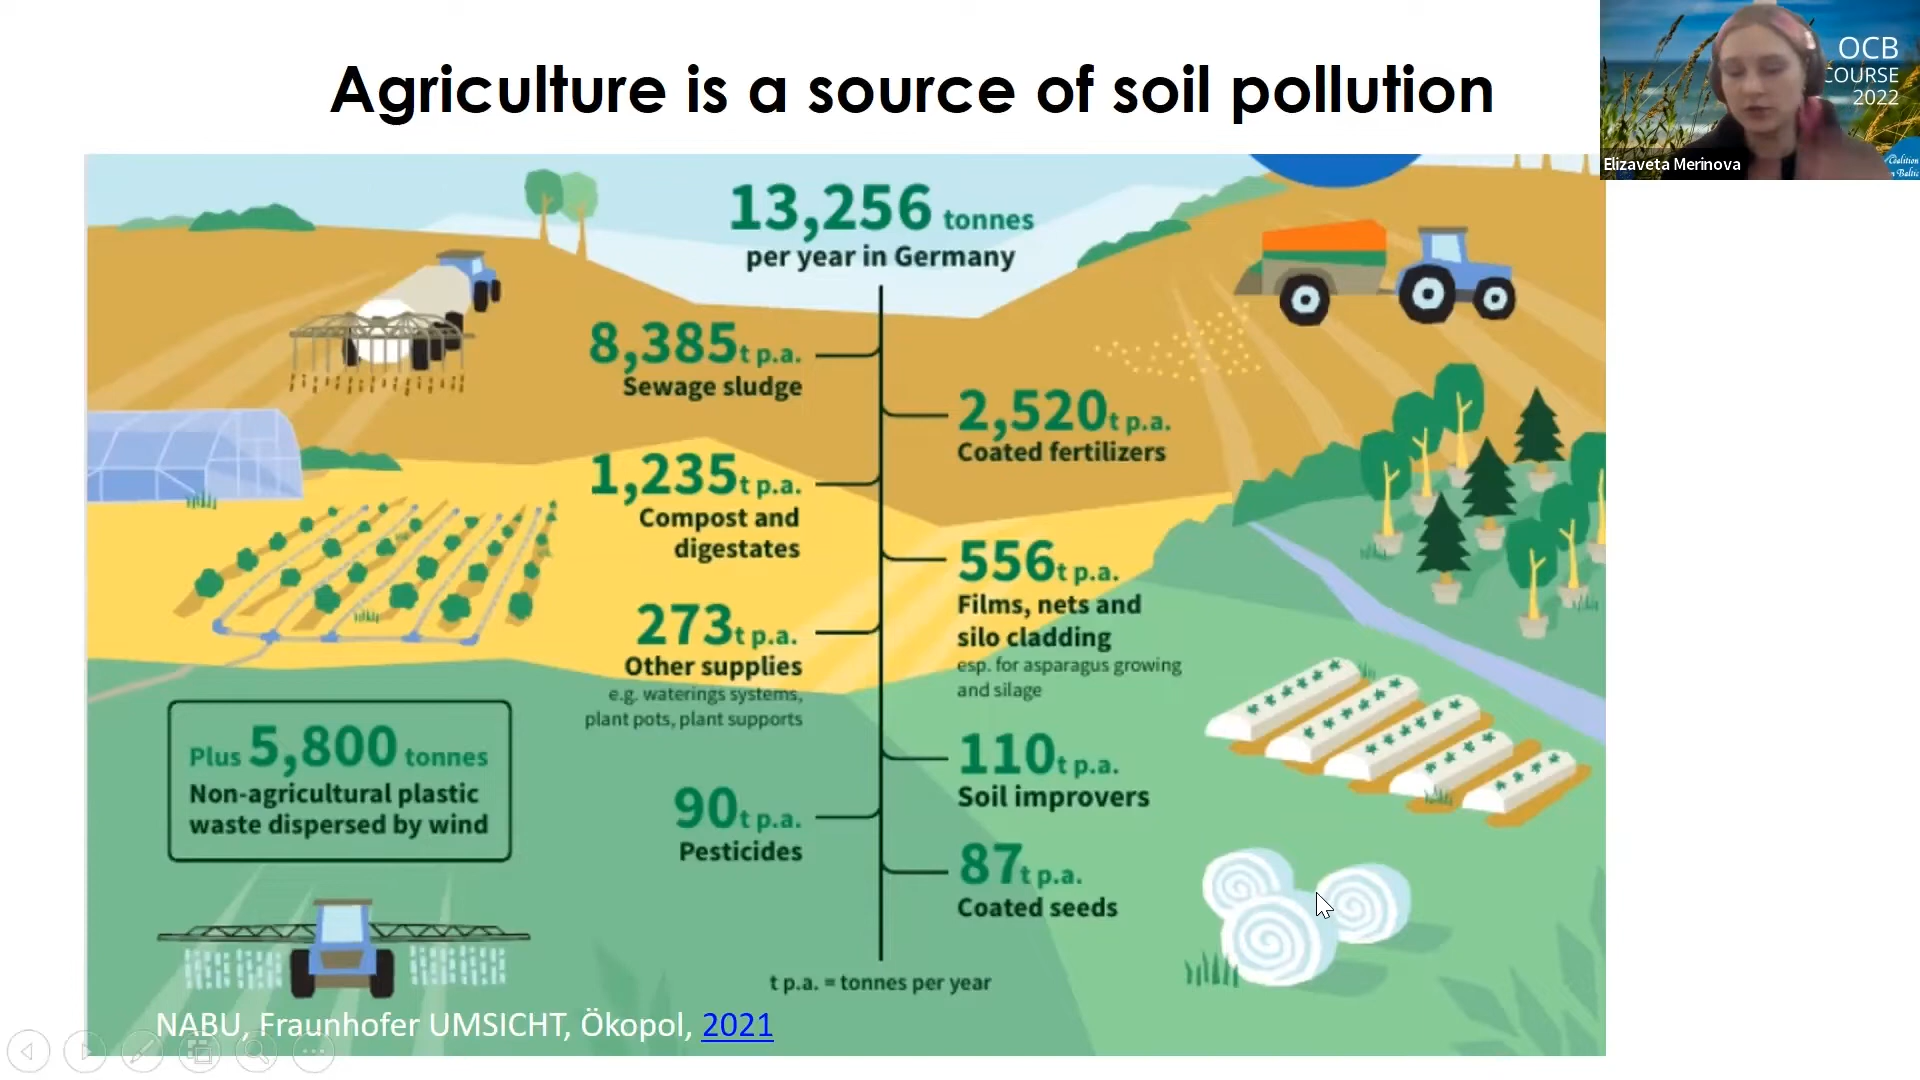 Agriculture is a source of soil pollution
OCB
COURSE
2022
Elizaveta Merinova
Coalition
Baltic
13,256 tonnes
per year in Germany
8,385 t p.a.
Sewage sludge
2,520 t p.a.
Coated fertilizers
1,235 t p.a.
Compost and
digestates
556 t p.a.
Films, nets and
silo cladding
esp. for asparagus growing
and silage
273 t p.a.
Other supplies
e.g. waterings systems,
plant pots, plant supports
110 t p.a.
Soil improvers
Plus 5,800 tonnes
Non-agricultural plastic
waste dispersed by wind
90 t p.a.
Pesticides
87 t p.a.
Coated seeds
t p.a. = tonnes per year
NABU, Fraunhofer UMSICHT, Ökopol, 2021